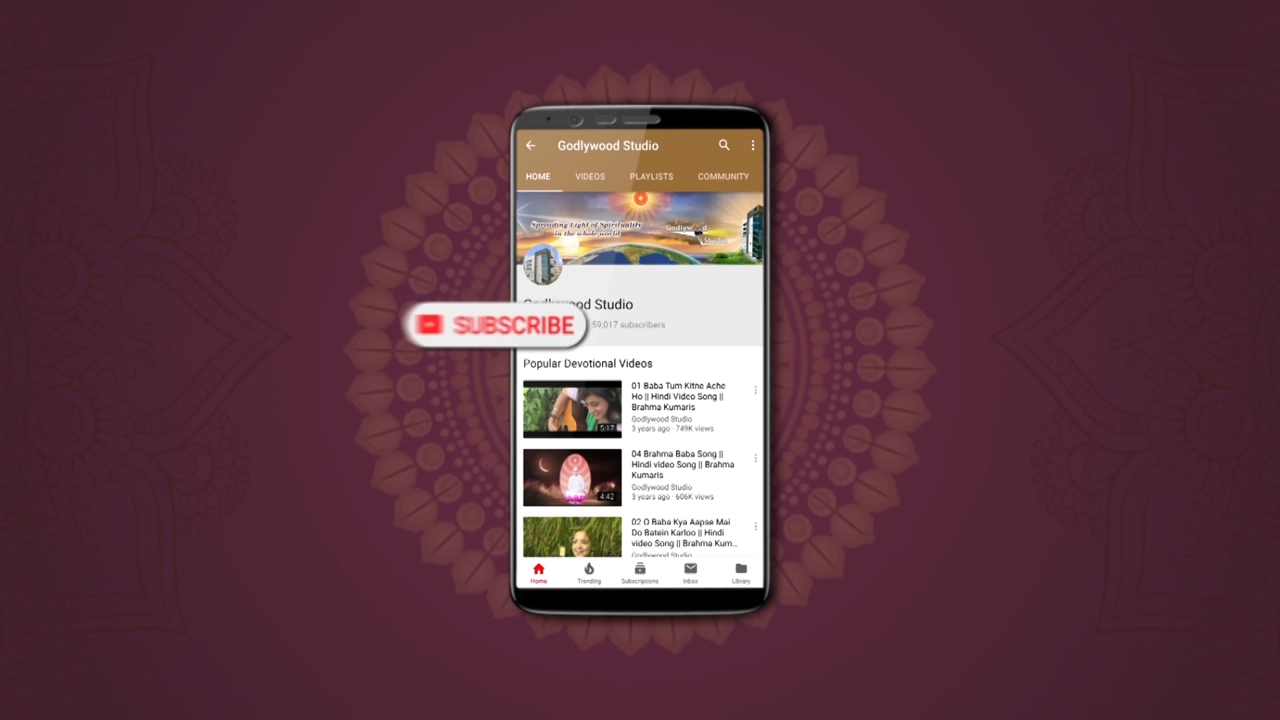 Godlywood Studio
HOME VIDEOS PLAYLISTS COMMUNITY
Spreading Light of Spirituality
in the whole world
Studio
SUBSCRIBE
59,017 subscribers
Popular Devotional Videos
01 Baba Tum Kitne Ache
Ho || Hindi Video Song ||
Brahma Kumaris
Godlywood Studio
3 years ago · 749K views
5:17
04 Brahma Baba Song ||
Hindi video Song || Brahma
Kumaris
Godlywood Studio
3 years ago · 606K views
4:42
02 O Baba Kya Aapse Mai
Do Batein Karloo || Hindi
video Song || Brahma Kum...
Godlywood Studio
Home Trending Subscriptions Inbox Library